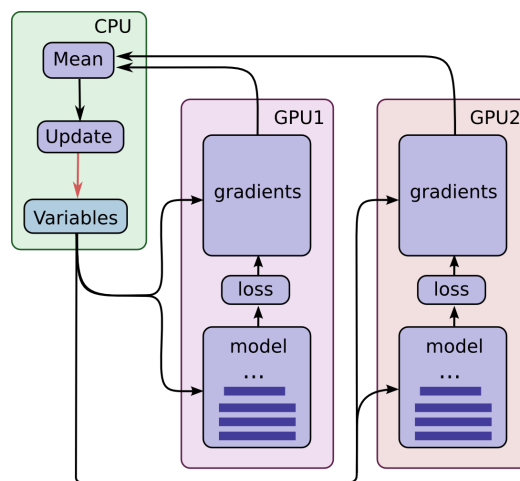 CPU
Mean
Update
Variables
GPU1
gradients
loss
model
...
GPU2
gradients
loss
model
...